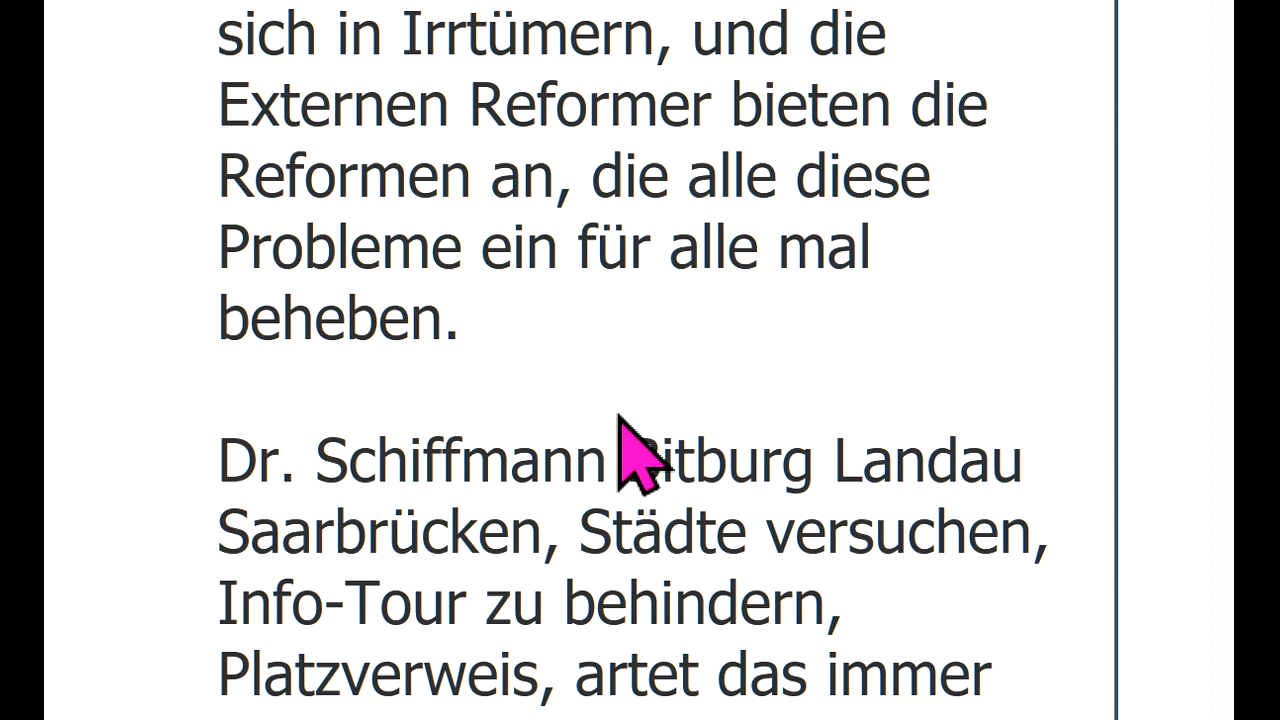 sich in Irrtümern, und die
Externen Reformer bieten die
Reformen an, die alle diese
Probleme ein für alle mal
beheben.
Dr. Schiffmann Bitburg Landau
Saarbrücken, Städte versuchen,
Info-Tour zu behindern,
Platzverweis, artet das immer